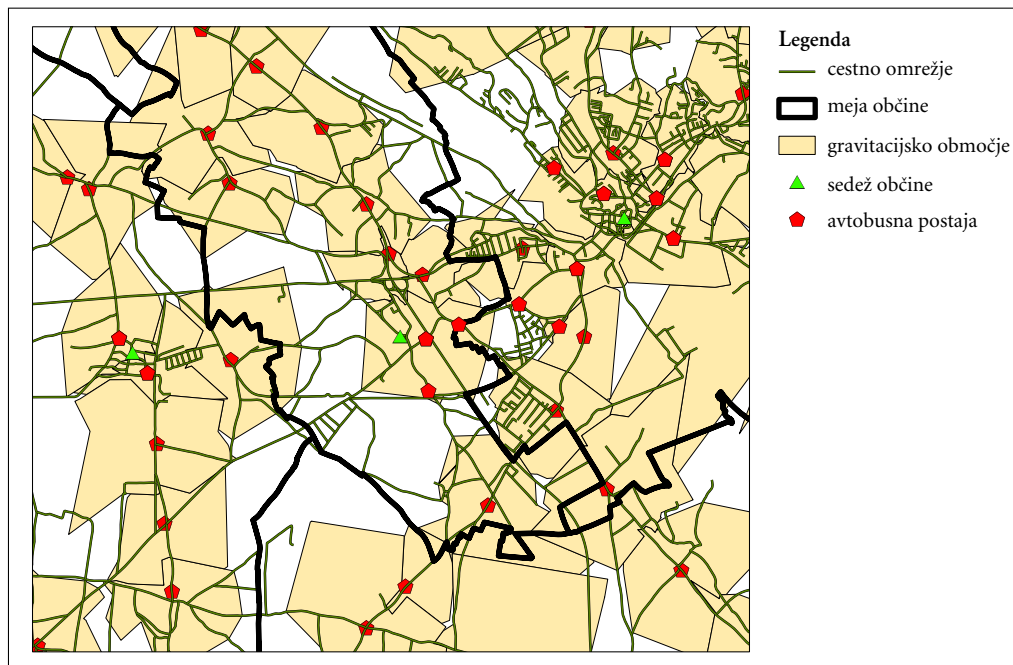 Legenda
cestno omrežje
meja občine
gravitacijsko območje
sedež občine
avtobusna postaja